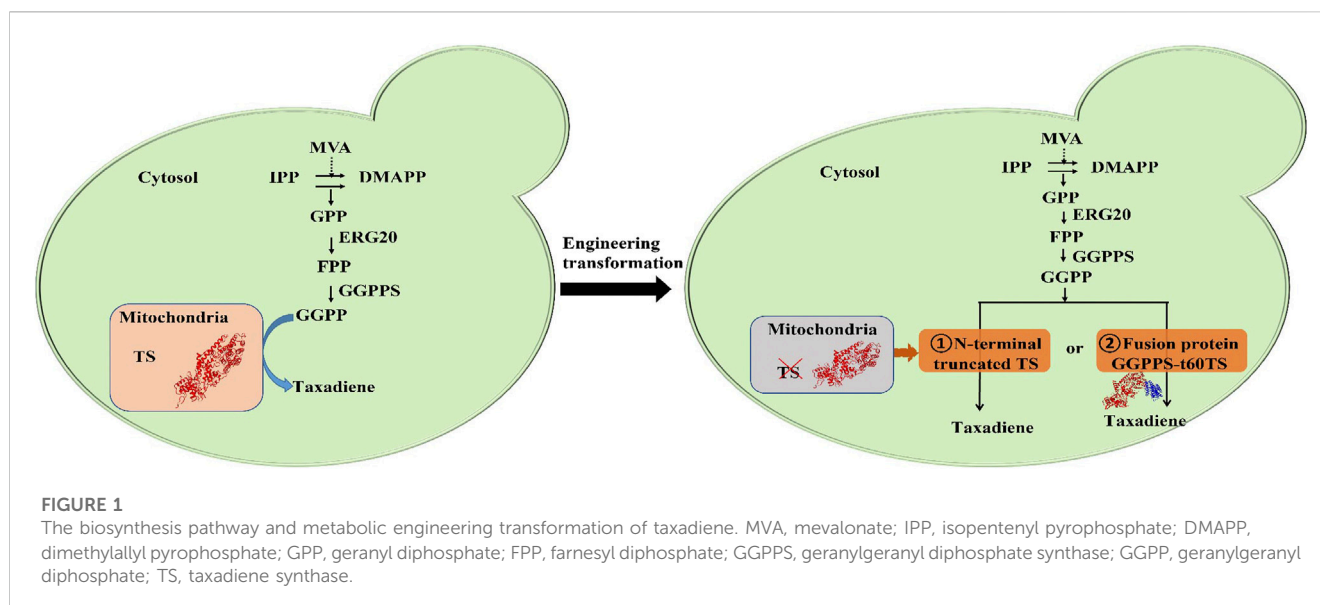 MVA
Cytosol
IPP
DMAPP
GPP
ERG20
FPP
GGPPS
GGPP
Mitochondria
TS
Taxadiene
Engineering
transformation
MVA
Cytosol
IPP
DMAPP
GPP
ERG20
FPP
GGPPS
GGPP
Mitochondria
TS
①N-terminal
truncated TS
or
②Fusion protein
GGPPS-t60TS
Taxadiene
Taxadiene
FIGURE 1
The biosynthesis pathway and metabolic engineering transformation of taxadiene. MVA, mevalonate; IPP, isopentenyl pyrophosphate; DMAPP,
dimethylallyl pyrophosphate; GPP, geranyl diphosphate; FPP, farnesyl diphosphate; GGPPS, geranylgeranyl diphosphate synthase; GGPP, geranylgeranyl
diphosphate; TS, taxadiene synthase.